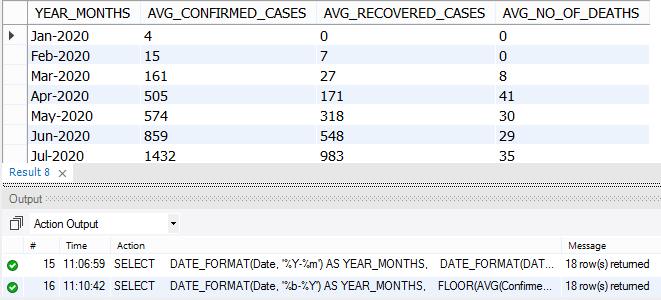 YEAR_MONTHS AVG_CONFIRMED_CASES AVG_RECOVERED_CASES AVG_NO_OF_DEATHS
Jan-2020 4 0 0
Feb-2020 15 7 0
Mar-2020 161 27 8
Apr-2020 505 171 41
May-2020 574 318 30
Jun-2020 859 548 29
Jul-2020 1432 983 35
Result 8 ×
Output
Action Output
# Time Action Message
15 11:06:59 SELECT DATE_FORMAT(Date, '%Y-%m') AS YEAR_MONTHS, DATE_FORMAT(DAT... 18 row(s) returned
16 11:10:42 SELECT DATE_FORMAT(Date, '%b-%Y') AS YEAR_MONTHS, FLOOR(AVG(Confirme... 18 row(s) returned